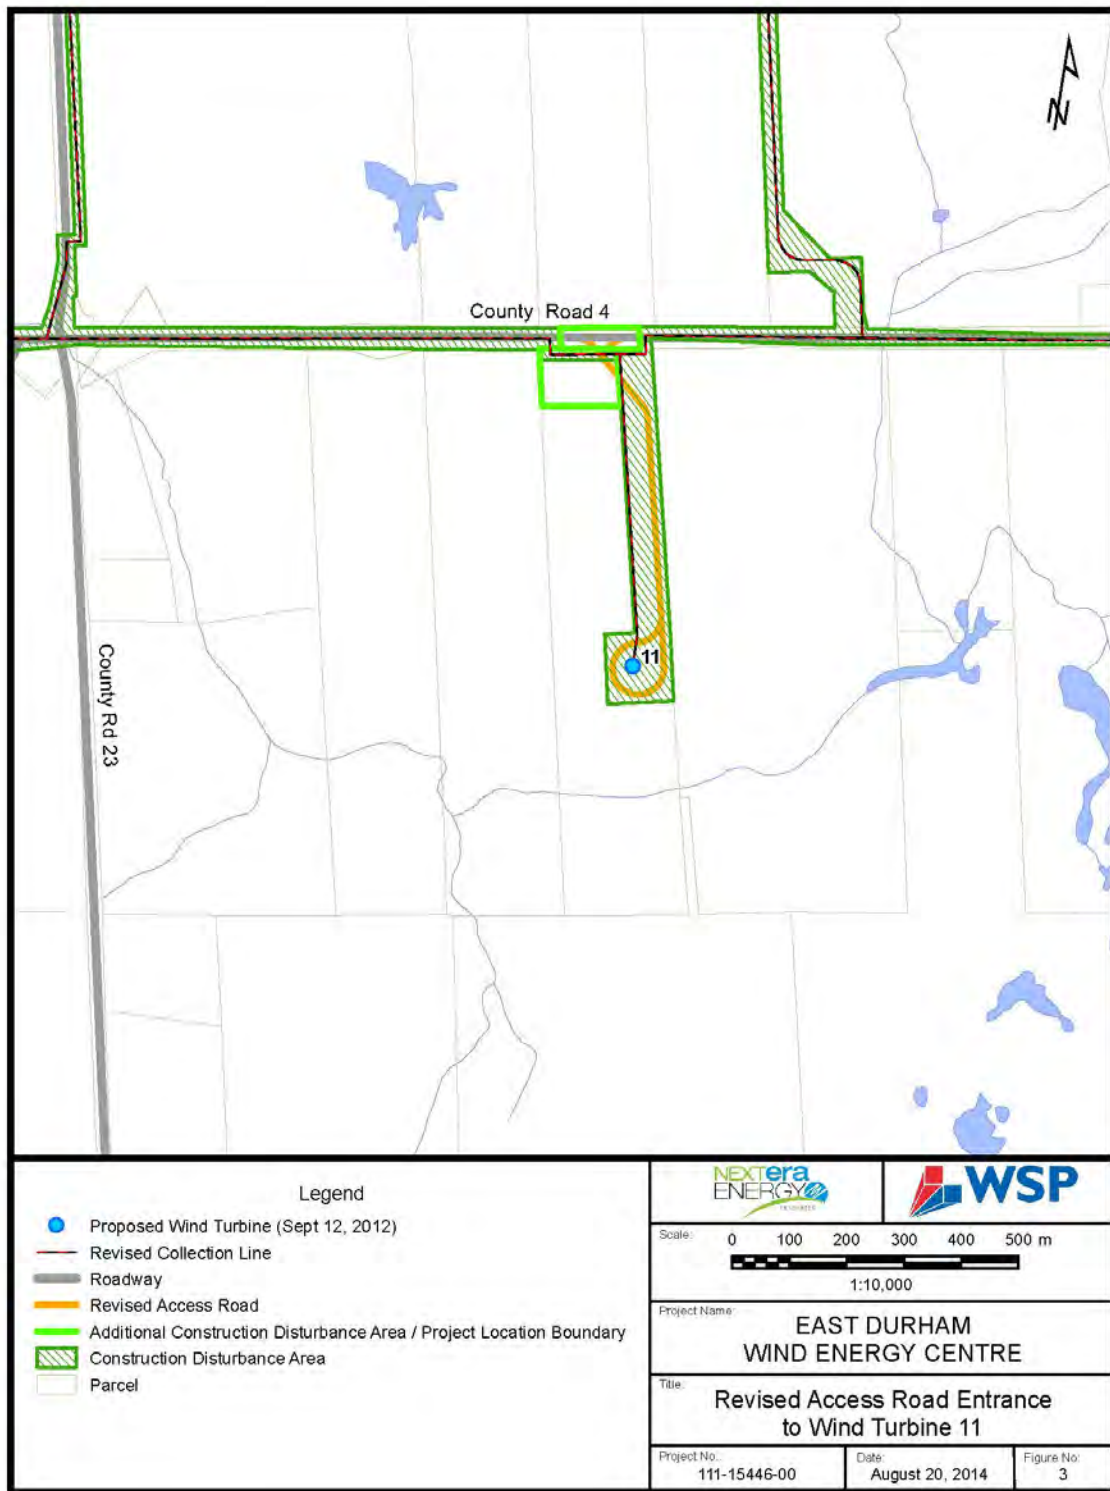 N
County Road 4
11
County Rd 23
Legend
Proposed Wind Turbine (Sept 12, 2012)
Revised Collection Line
Roadway
Revised Access Road
Additional Construction Disturbance Area / Project Location Boundary
Construction Disturbance Area
Parcel
NEXTera
ENERGY
WSP
Scale:
0 100 200 300 400 500 m
1:10,000
Project Name:
EAST DURHAM
WIND ENERGY CENTRE
Title:
Revised Access Road Entrance
to Wind Turbine 11
Project No.:
111-15446-00
Date:
August 20, 2014
Figure No:
3